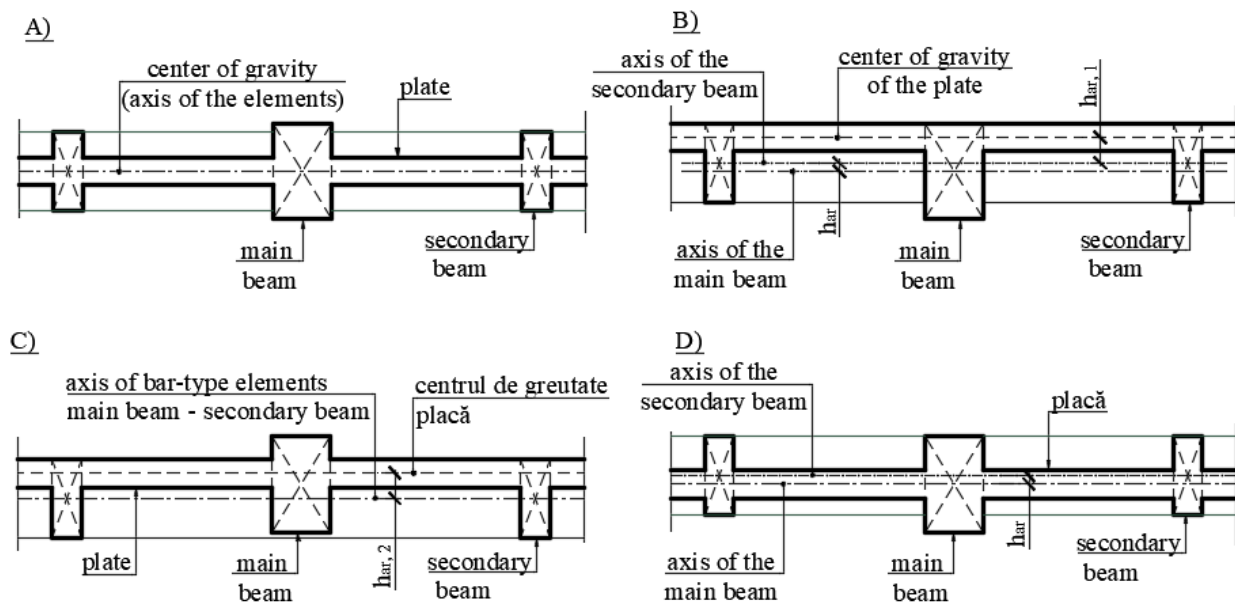 A)
center of gravity
(axis of the elements)
plate
main
beam
secondary
beam
B)
axis of the
secondary beam
center of gravity
of the plate
har, 1
har
axis of the
main beam
main
beam
secondary
beam
C)
axis of bar-type elements
main beam - secondary beam
centrul de greutate
placă
plate
main
beam
har, 2
secondary
beam
D)
axis of the
secondary beam
placă
har
axis of the
main beam
main
beam
secondary
beam